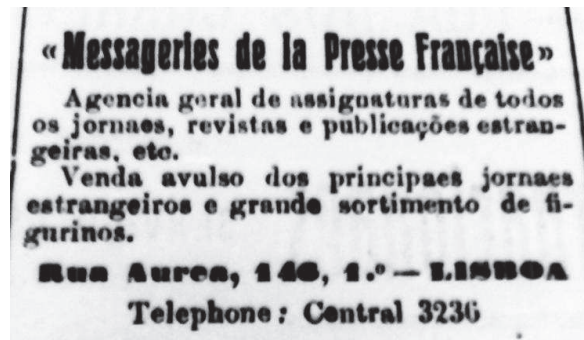 « Messageries de la Presse Française »
Agencia geral de assignaturas de todos
os jornaes, revistas e publicações estran-
geiras, etc.
Venda avulso dos principaes jornaes
estrangeiros e grande sortimento de fi-
gurinos.
Rua Aurea, 146, 1.º — LISBOA
Telephone: Central 3236